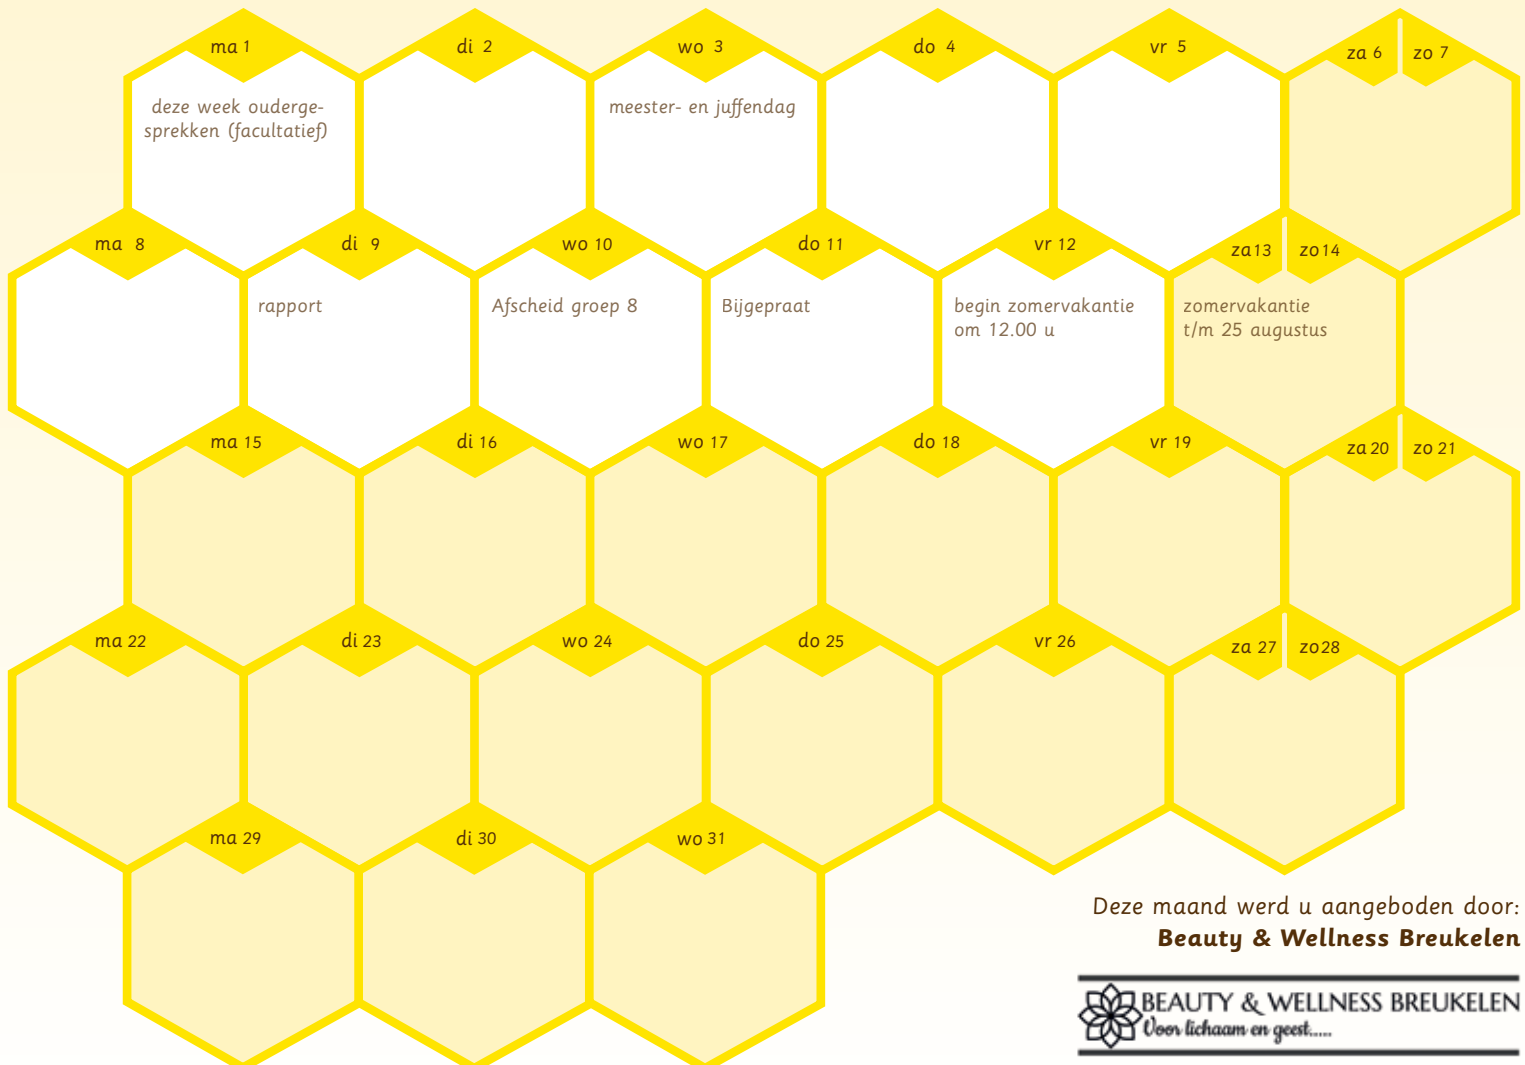 ma 1
di 2
wo 3
do 4
vr 5
za 6
zo 7
deze week ouderge-
sprekken (facultatief)
meester- en juffendag
ma 8
di 9
wo 10
do 11
vr 12
za 13
zo 14
rapport
Afscheid groep 8
Bijgepraat
begin zomervakantie
om 12.00 u
zomervakantie
t/m 25 augustus
ma 15
di 16
wo 17
do 18
vr 19
za 20
zo 21
ma 22
di 23
wo 24
do 25
vr 26
za 27
zo 28
ma 29
di 30
wo 31
Deze maand werd u aangeboden door:
Beauty & Wellness Breukelen
BEAUTY & WELLNESS BREUKELEN
Voor lichaam en geest.....